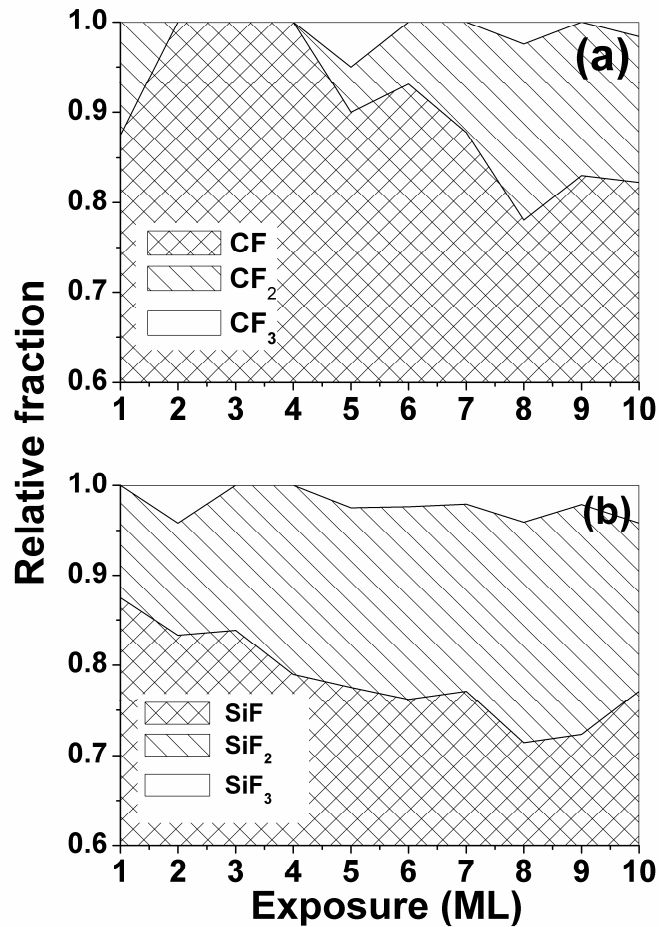 1.0
(a)
0.9
0.8
CF
CF₂
0.7
CF₃
0.6
1 2 3 4 5 6 7 8 9 10
Relative fraction
1.0
(b)
0.9
0.8
SiF
SiF₂
0.7
SiF₃
0.6
1 2 3 4 5 6 7 8 9 10
Exposure (ML)